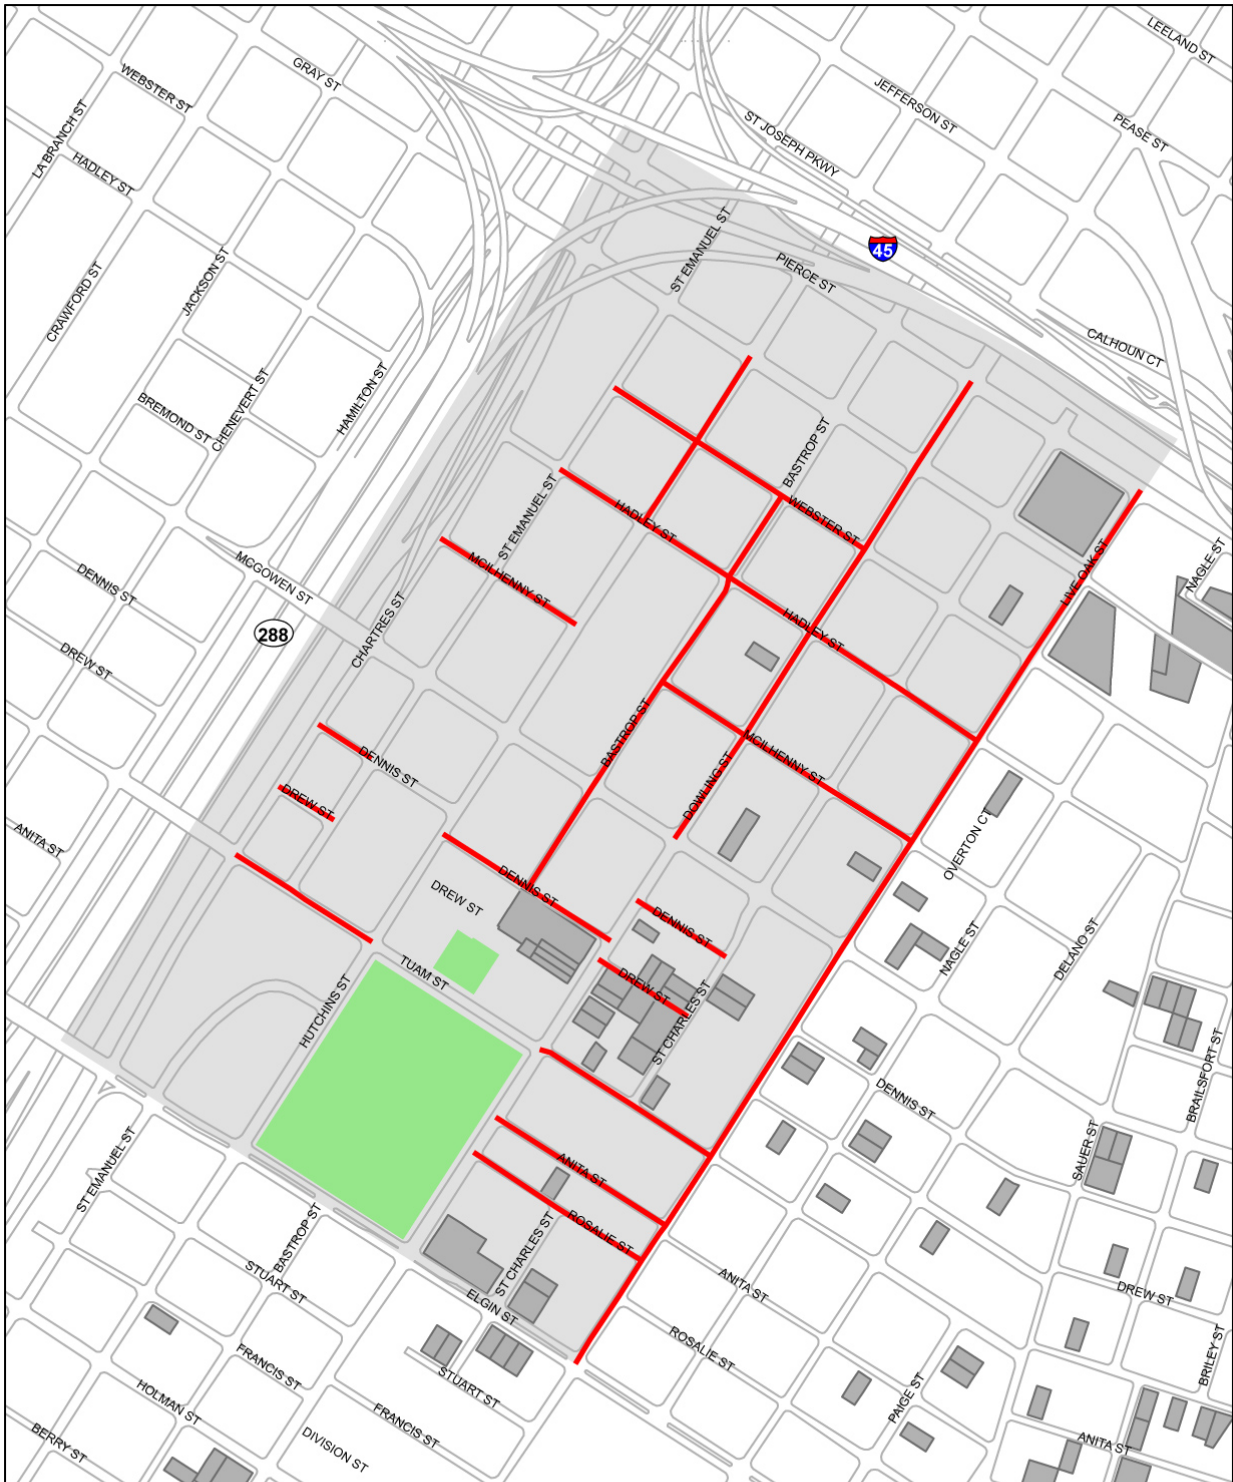 LEELAND ST
GRAY ST
WEBSTER ST
JEFFERSON ST
LA BRANCH ST
ST JOSEPH PKWY
PEASE ST
HADLEY ST
ST EMANUEL ST
45
JACKSON ST
PIERCE ST
CRAWFORD ST
CALHOUN CT
HAMILTON ST
CHENEVERT ST
BREMOND ST
BASTROP ST
ST EMANUEL ST
HADLEY ST
WEBSTER ST
MCGOWEN ST
MCILHENNY ST
LIVE OAK ST
NAGLE ST
DENNIS ST
288
CHARTRES ST
HADLEY ST
DREW ST
BASTROP ST
DENNIS ST
MCILHENNY ST
DOWLING ST
DREW ST
ANITA ST
OVERTON CT
DENNIS ST
DREW ST
DENNIS ST
NAGLE ST
DELANO ST
TUAM ST
DREW ST
HUTCHINS ST
ST CHARLES ST
BRAILSFORT ST
DENNIS ST
SAUER ST
ST EMANUEL ST
ANITA ST
BASTROP ST
ROSALIE ST
ST CHARLES ST
STUART ST
ANITA ST
DREW ST
ELGIN ST
ROSALIE ST
BRILEY ST
FRANCIS ST
STUART ST
PAIGE ST
HOLMAN ST
FRANCIS ST
BERRY ST
DIVISION ST
ANITA ST